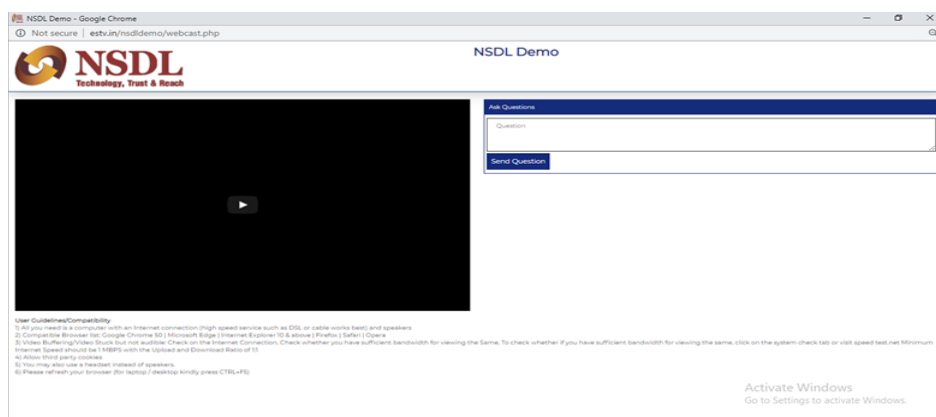 NSDL Demo - Google Chrome
Not secure | estv.in/nsdldemo/webcast.php
NSDL
Technology, Trust & Reach
NSDL Demo
Ask Questions
Question
Send Question
User Guidelines/Compatibility
1) All you need is a computer with an Internet connection (high speed service such as DSL or cable works best) and speakers
2) Compatible Browser list: Google Chrome 50 | Microsoft Edge | Internet Explorer 10 & above | Firefox | Safari | Opera
3) Video Buffering/Video Stuck but not audible: Check on the Internet Connection, Check whether you have sufficient bandwidth for viewing the Same. To check whether if you have sufficient bandwidth for viewing the same, click on the system check tab or visit speed test.net Minimum
Internet Speed should be 1 MBPS with the Upload and Download Ratio of 1:1
4) Allow third party cookies
5) You may also use a headset instead of speakers.
6) Please refresh your browser (for laptop / desktop kindly press CTRL+F5)
Activate Windows
Go to Settings to activate Windows.